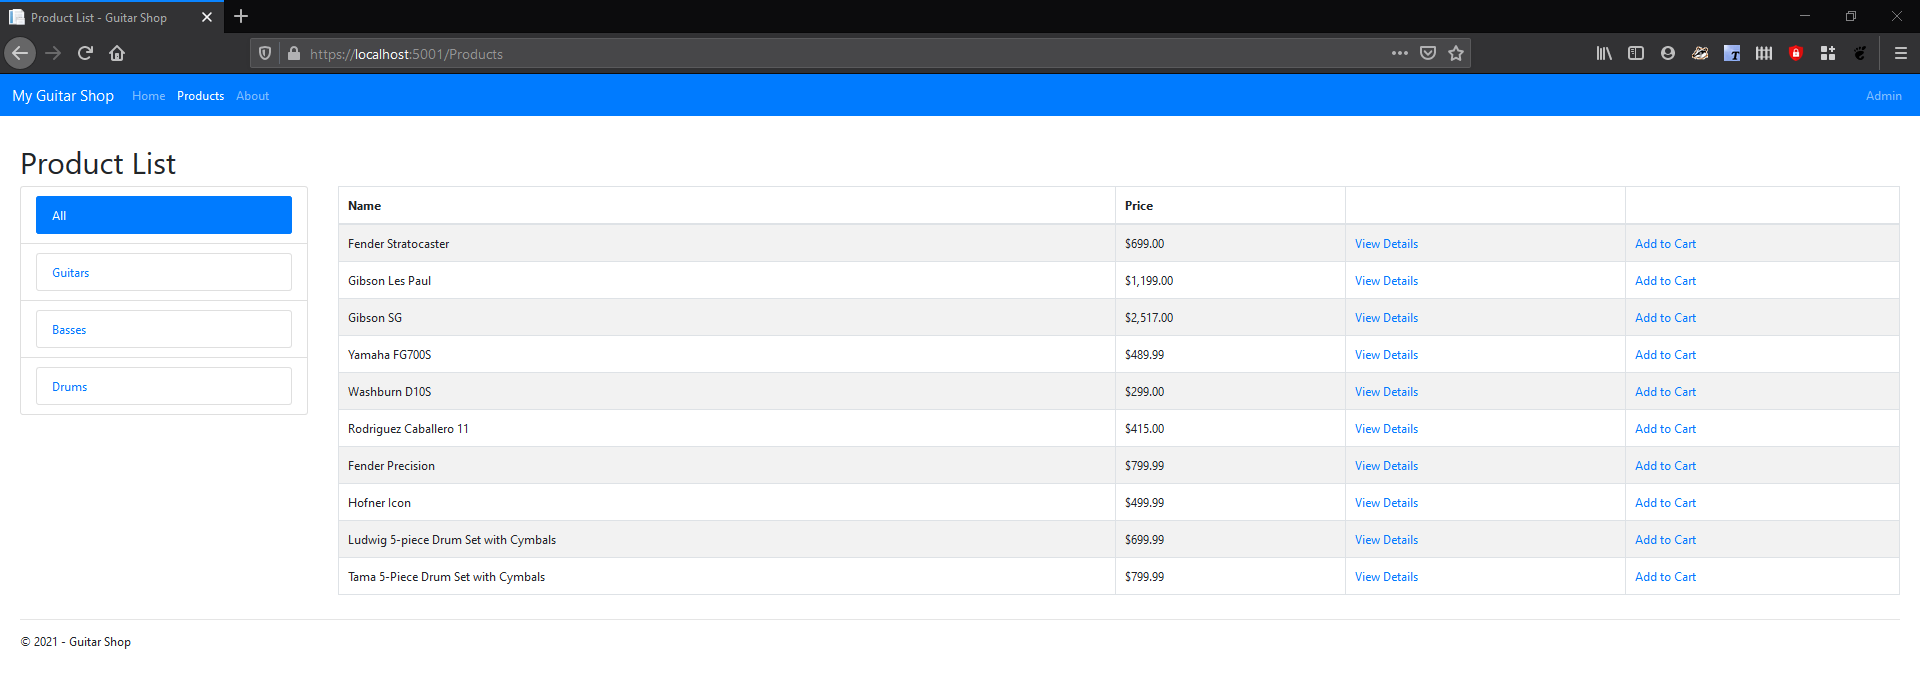 Product List - Guitar Shop
https://localhost:5001/Products
My Guitar Shop Home Products About Admin
Product List
All
Guitars
Basses
Drums
Name Price
Fender Stratocaster $699.00 View Details Add to Cart
Gibson Les Paul $1,199.00 View Details Add to Cart
Gibson SG $2,517.00 View Details Add to Cart
Yamaha FG700S $489.99 View Details Add to Cart
Washburn D10S $299.00 View Details Add to Cart
Rodriguez Caballero 11 $415.00 View Details Add to Cart
Fender Precision $799.99 View Details Add to Cart
Hofner Icon $499.99 View Details Add to Cart
Ludwig 5-piece Drum Set with Cymbals $699.99 View Details Add to Cart
Tama 5-Piece Drum Set with Cymbals $799.99 View Details Add to Cart
© 2021 - Guitar Shop